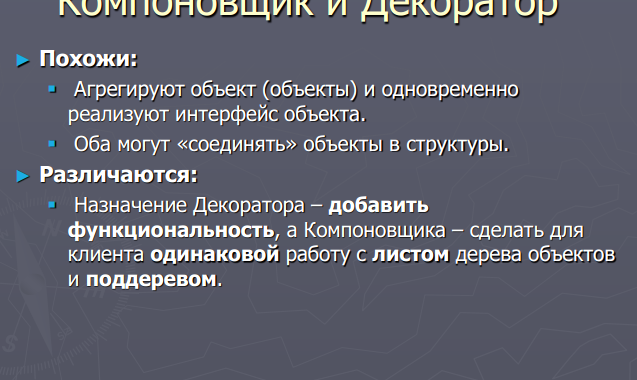 Компоновщик и Декоратор
Похожи:
Агрегируют объект (объекты) и одновременно
реализуют интерфейс объекта.
Оба могут «соединять» объекты в структуры.
Различаются:
Назначение Декоратора – добавить
функциональность, а Компоновщика – сделать для
клиента одинаковой работу с листом дерева объектов
и поддеревом.